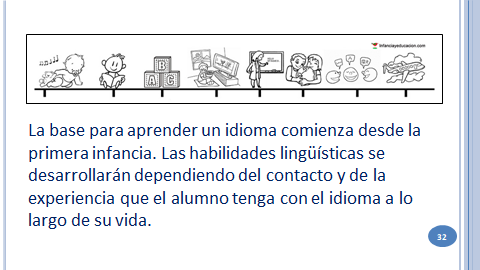 infanciayeducacion.com
B
A C
La base para aprender un idioma comienza desde la
primera infancia. Las habilidades lingüísticas se
desarrollarán dependiendo del contacto y de la
experiencia que el alumno tenga con el idioma a lo
largo de su vida.
32